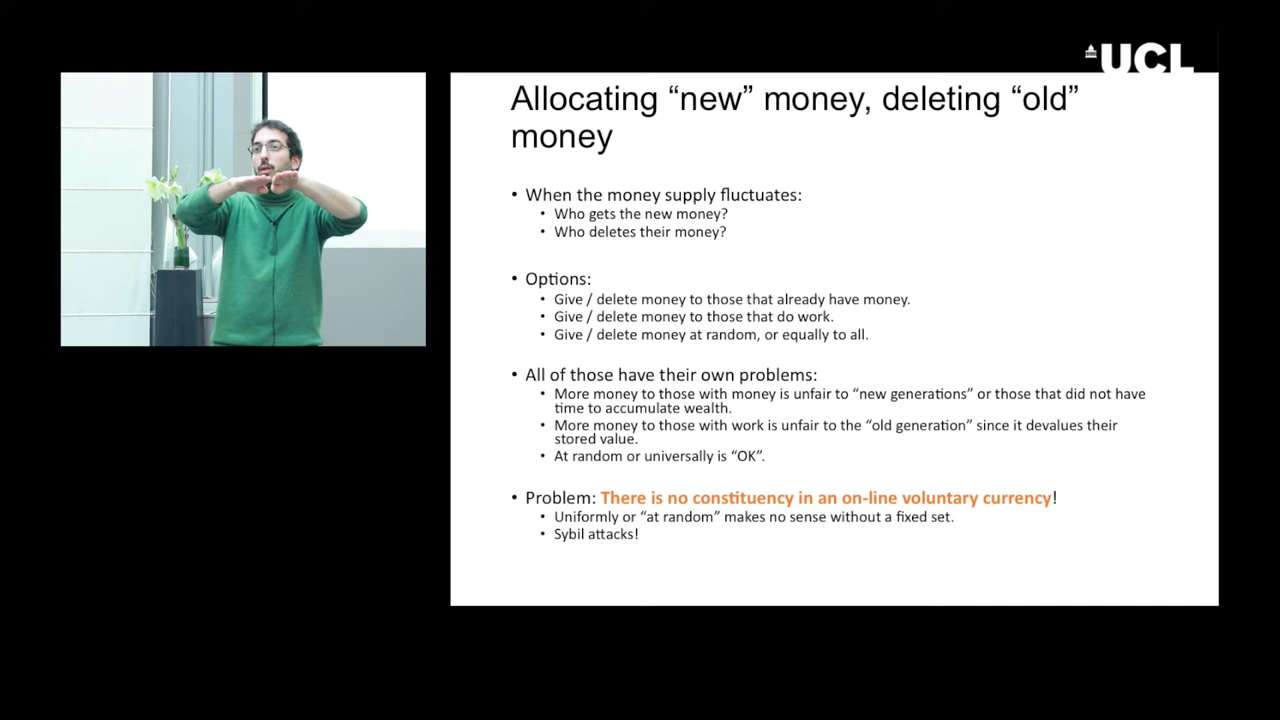 UCL
Allocating “new” money, deleting “old”
money
• When the money supply fluctuates:
• Who gets the new money?
• Who deletes their money?
• Options:
• Give / delete money to those that already have money.
• Give / delete money to those that do work.
• Give / delete money at random, or equally to all.
• All of those have their own problems:
• More money to those with money is unfair to “new generations” or those that did not have
time to accumulate wealth.
• More money to those with work is unfair to the “old generation” since it devalues their
stored value.
• At random or universally is “OK”.
• Problem: There is no constituency in an on-line voluntary currency!
• Uniformly or “at random” makes no sense without a fixed set.
• Sybil attacks!